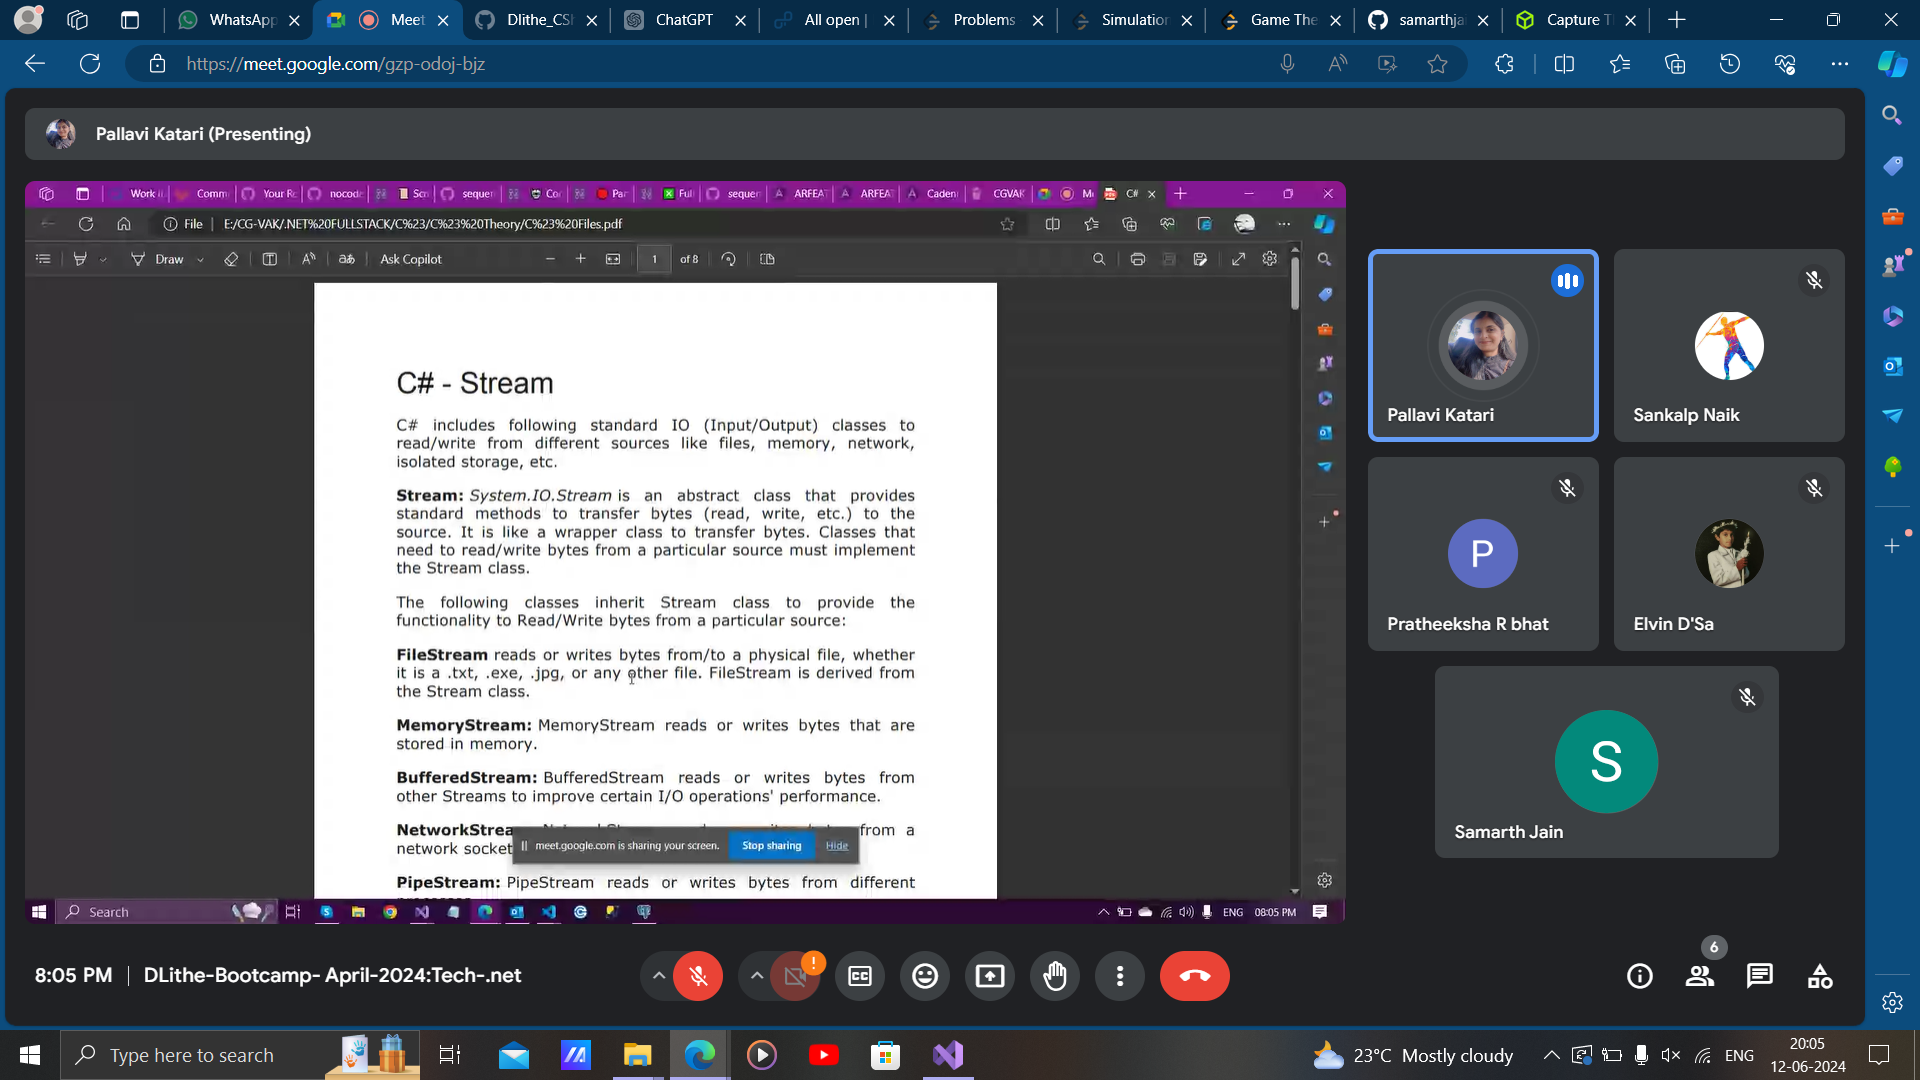 WhatsApp
Meet
Dlithe_CSh
ChatGPT
All open |
Problems
Simulation
Game The
samarthja
Capture T
https://meet.google.com/gzp-odoj-bjz
Pallavi Katari (Presenting)
Work
Comm
Your Re
nocode
Scr
sequen
Co
Par
Full
sequen
ARFEAT
ARFEAT
Caden
CGVAK
M
C#
File
E:/CG-VAK/.NET%20FULLSTACK/C%23/C%23%20Theory/C%23%20Files.pdf
Draw
Ask Copilot
1
of 8
C# - Stream
C# includes following standard IO (Input/Output) classes to
read/write from different sources like files, memory, network,
isolated storage, etc.
Stream: System.IO.Stream is an abstract class that provides
standard methods to transfer bytes (read, write, etc.) to the
source. It is like a wrapper class to transfer bytes. Classes that
need to read/write bytes from a particular source must implement
the Stream class.
The following classes inherit Stream class to provide the
functionality to Read/Write bytes from a particular source:
FileStream reads or writes bytes from/to a physical file, whether
it is a .txt, .exe, .jpg, or any other file. FileStream is derived from
the Stream class.
MemoryStream: MemoryStream reads or writes bytes that are
stored in memory.
BufferedStream: BufferedStream reads or writes bytes from
other Streams to improve certain I/O operations' performance.
NetworkStrea from a
network socket
meet.google.com is sharing your screen.
Stop sharing
Hide
PipeStream: PipeStream reads or writes bytes from different
Search
ENG
08:05 PM
Pallavi Katari
Sankalp Naik
P
Pratheeksha R bhat
Elvin D'Sa
S
Samarth Jain
8:05 PM
DLithe-Bootcamp- April-2024:Tech-.net
6
Type here to search
23°C Mostly cloudy
ENG
20:05
12-06-2024